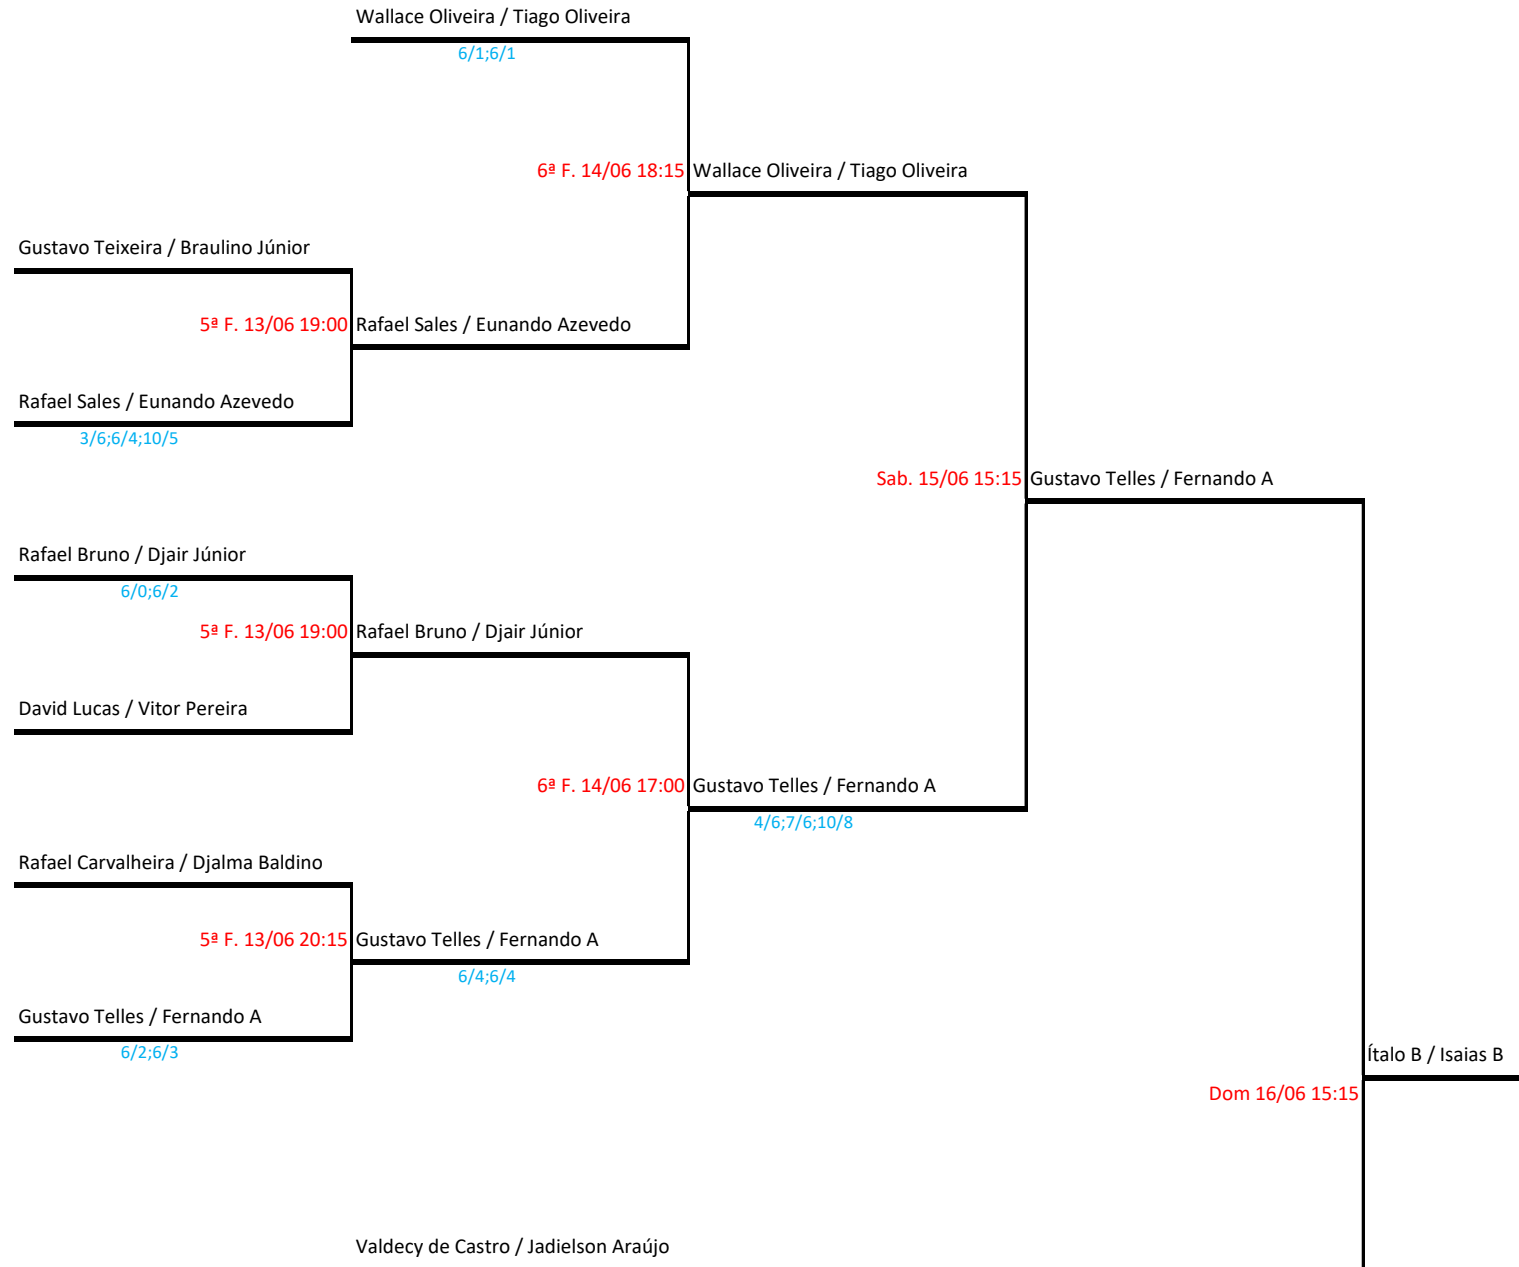 Wallace Oliveira / Tiago Oliveira
6/1;6/1
6ª F. 14/06 18:15
Wallace Oliveira / Tiago Oliveira
Gustavo Teixeira / Braulino Júnior
5ª F. 13/06 19:00
Rafael Sales / Eunando Azevedo
Rafael Sales / Eunando Azevedo
3/6;6/4;10/5
Sab. 15/06 15:15
Gustavo Telles / Fernando A
Rafael Bruno / Djair Júnior
6/0;6/2
5ª F. 13/06 19:00
Rafael Bruno / Djair Júnior
David Lucas / Vitor Pereira
6ª F. 14/06 17:00
Gustavo Telles / Fernando A
4/6;7/6;10/8
Rafael Carvalheira / Djalma Baldino
5ª F. 13/06 20:15
Gustavo Telles / Fernando A
6/4;6/4
Gustavo Telles / Fernando A
6/2;6/3
Ítalo B / Isaias B
Dom 16/06 15:15
Valdecy de Castro / Jadielson Araújo